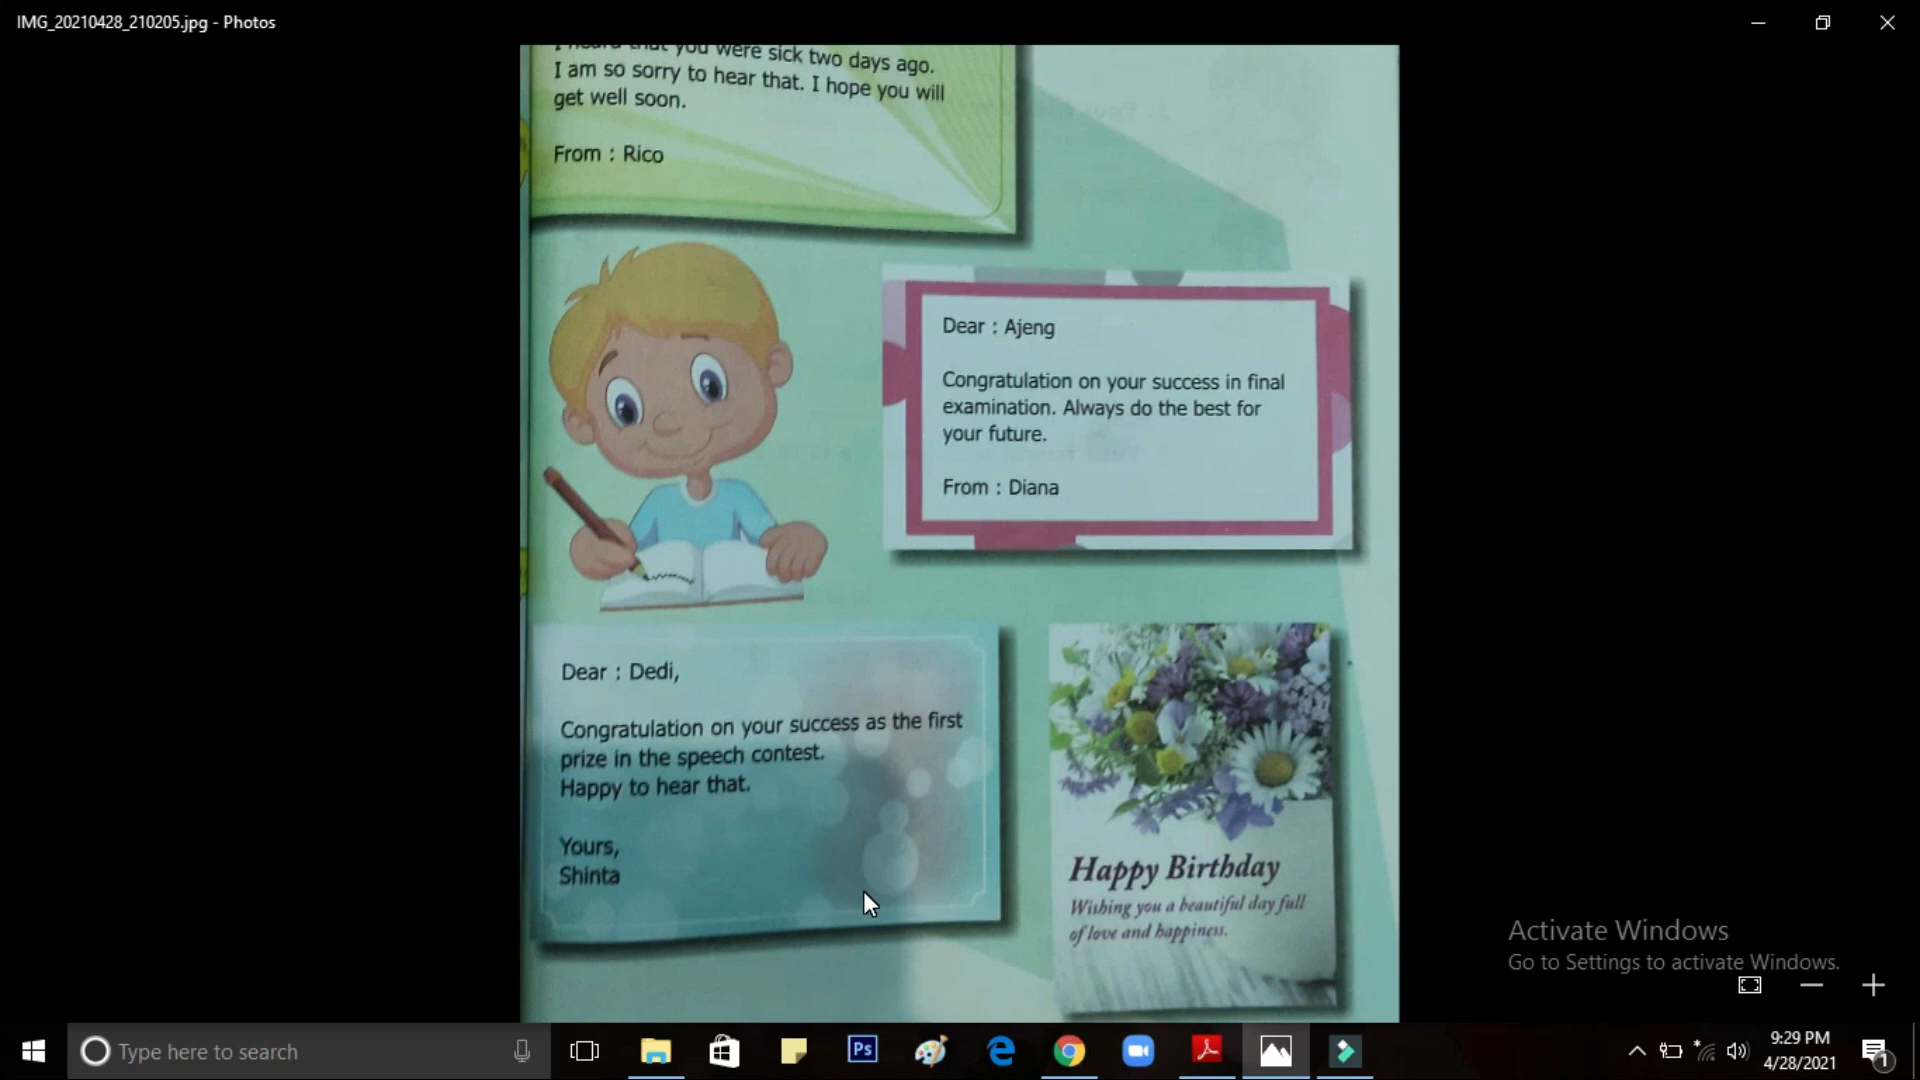 IMG_20210428_210205.jpg - Photos
I heard that you were sick two days ago.
I am so sorry to hear that. I hope you will
get well soon.
From : Rico
Dear : Ajeng
Congratulation on your success in final
examination. Always do the best for
your future.
From : Diana
Dear : Dedi,
Congratulation on your success as the first
prize in the speech contest.
Happy to hear that.
Yours,
Shinta
Happy Birthday
Wishing you a beautiful day full
of love and happiness.
Activate Windows
Go to Settings to activate Windows.
Type here to search
Ps
9:29 PM
4/28/2021
1